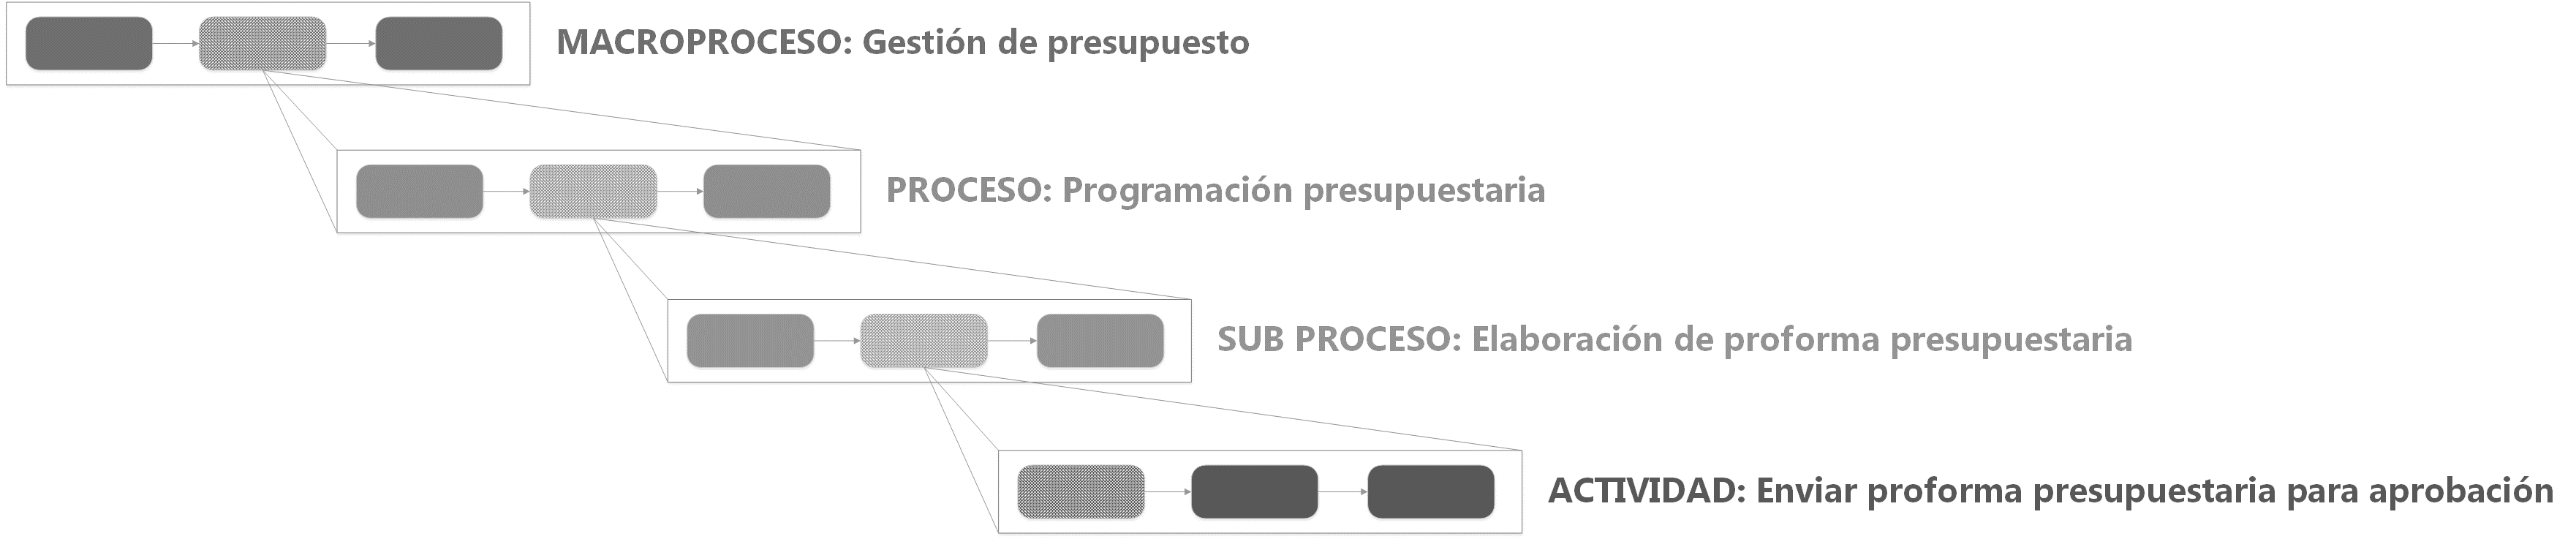 MACROPROCESO: Gestión de presupuesto
PROCESO: Programación presupuestaria
SUB PROCESO: Elaboración de proforma presupuestaria
ACTIVIDAD: Enviar proforma presupuestaria para aprobación